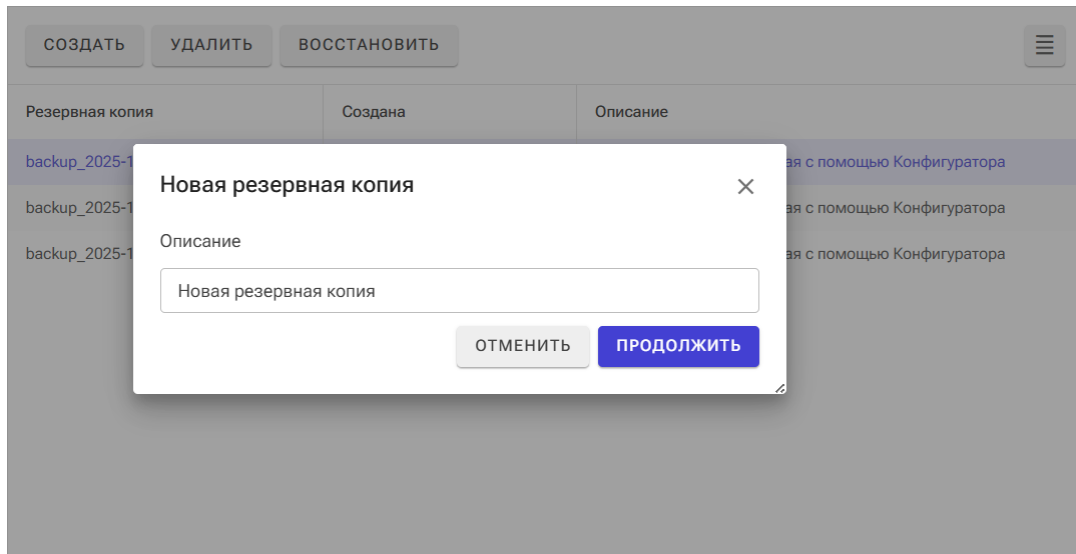 СОЗДАТЬ УДАЛИТЬ ВОССТАНОВИТЬ
Резервная копия Создана Описание
backup_2025-1 ая с помощью Конфигуратора
Новая резервная копия
backup_2025-1 ая с помощью Конфигуратора
Описание
backup_2025-1 ая с помощью Конфигуратора
Новая резервная копия
ОТМЕНИТЬ ПРОДОЛЖИТЬ